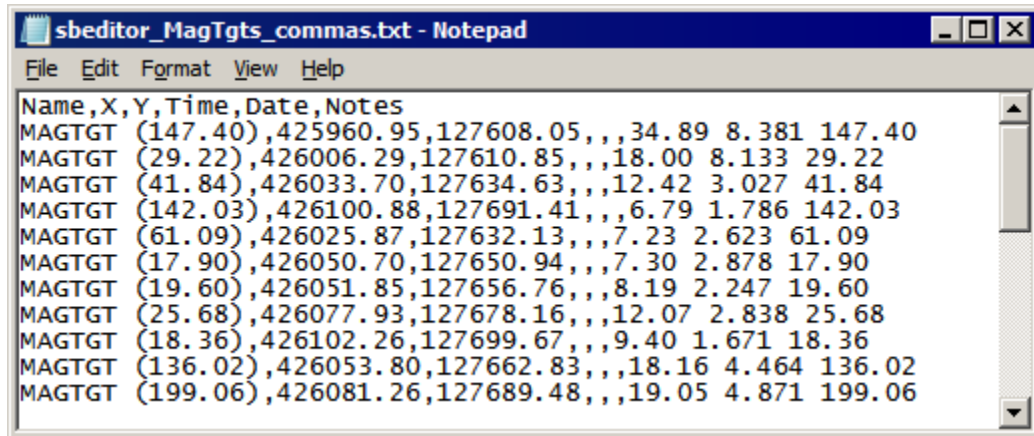 sbeditor_MagTgts_commas.txt - Notepad
File Edit Format View Help
Name,X,Y,Time,Date,Notes
MAGTGT (147.40),425960.95,127608.05,,,34.89 8.381 147.40
MAGTGT (29.22),426006.29,127610.85,,,18.00 8.133 29.22
MAGTGT (41.84),426033.70,127634.63,,,12.42 3.027 41.84
MAGTGT (142.03),426100.88,127691.41,,,6.79 1.786 142.03
MAGTGT (61.09),426025.87,127632.13,,,7.23 2.623 61.09
MAGTGT (17.90),426050.70,127650.94,,,7.30 2.878 17.90
MAGTGT (19.60),426051.85,127656.76,,,8.19 2.247 19.60
MAGTGT (25.68),426077.93,127678.16,,,12.07 2.838 25.68
MAGTGT (18.36),426102.26,127699.67,,,9.40 1.671 18.36
MAGTGT (136.02),426053.80,127662.83,,,18.16 4.464 136.02
MAGTGT (199.06),426081.26,127689.48,,,19.05 4.871 199.06